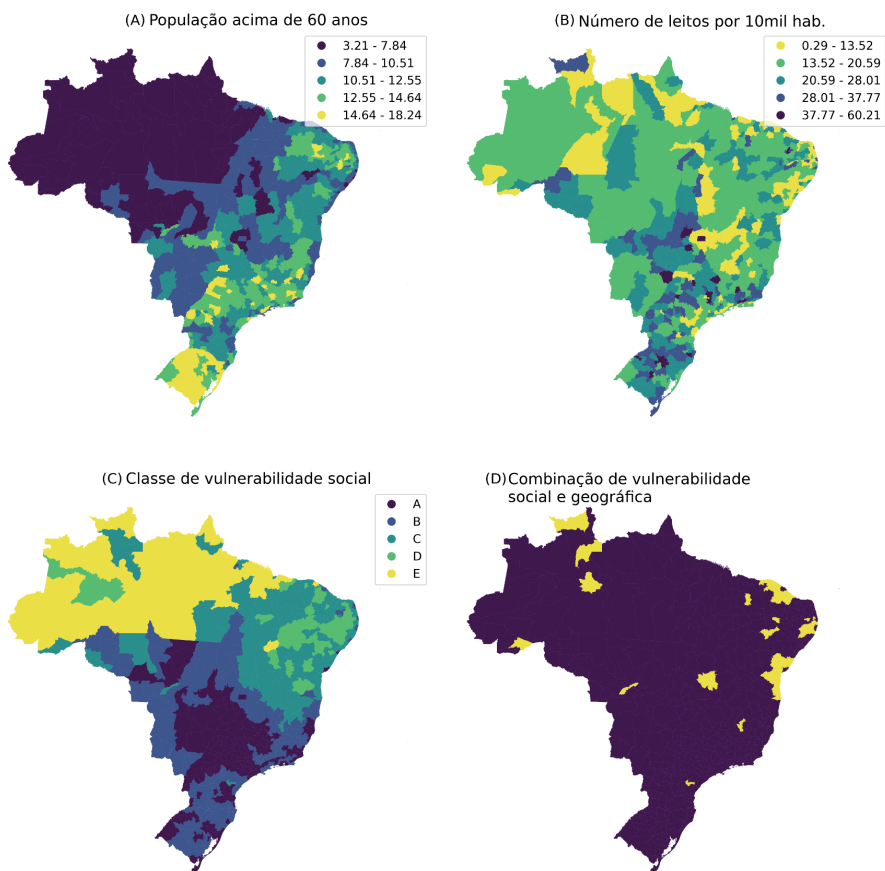 (A) População acima de 60 anos
3.21 - 7.84
7.84 - 10.51
10.51 - 12.55
12.55 - 14.64
14.64 - 18.24
(B) Número de leitos por 10mil hab.
0.29 - 13.52
13.52 - 20.59
20.59 - 28.01
28.01 - 37.77
37.77 - 60.21
(C) Classe de vulnerabilidade social
A
B
C
D
E
(D) Combinação de vulnerabilidade
social e geográfica